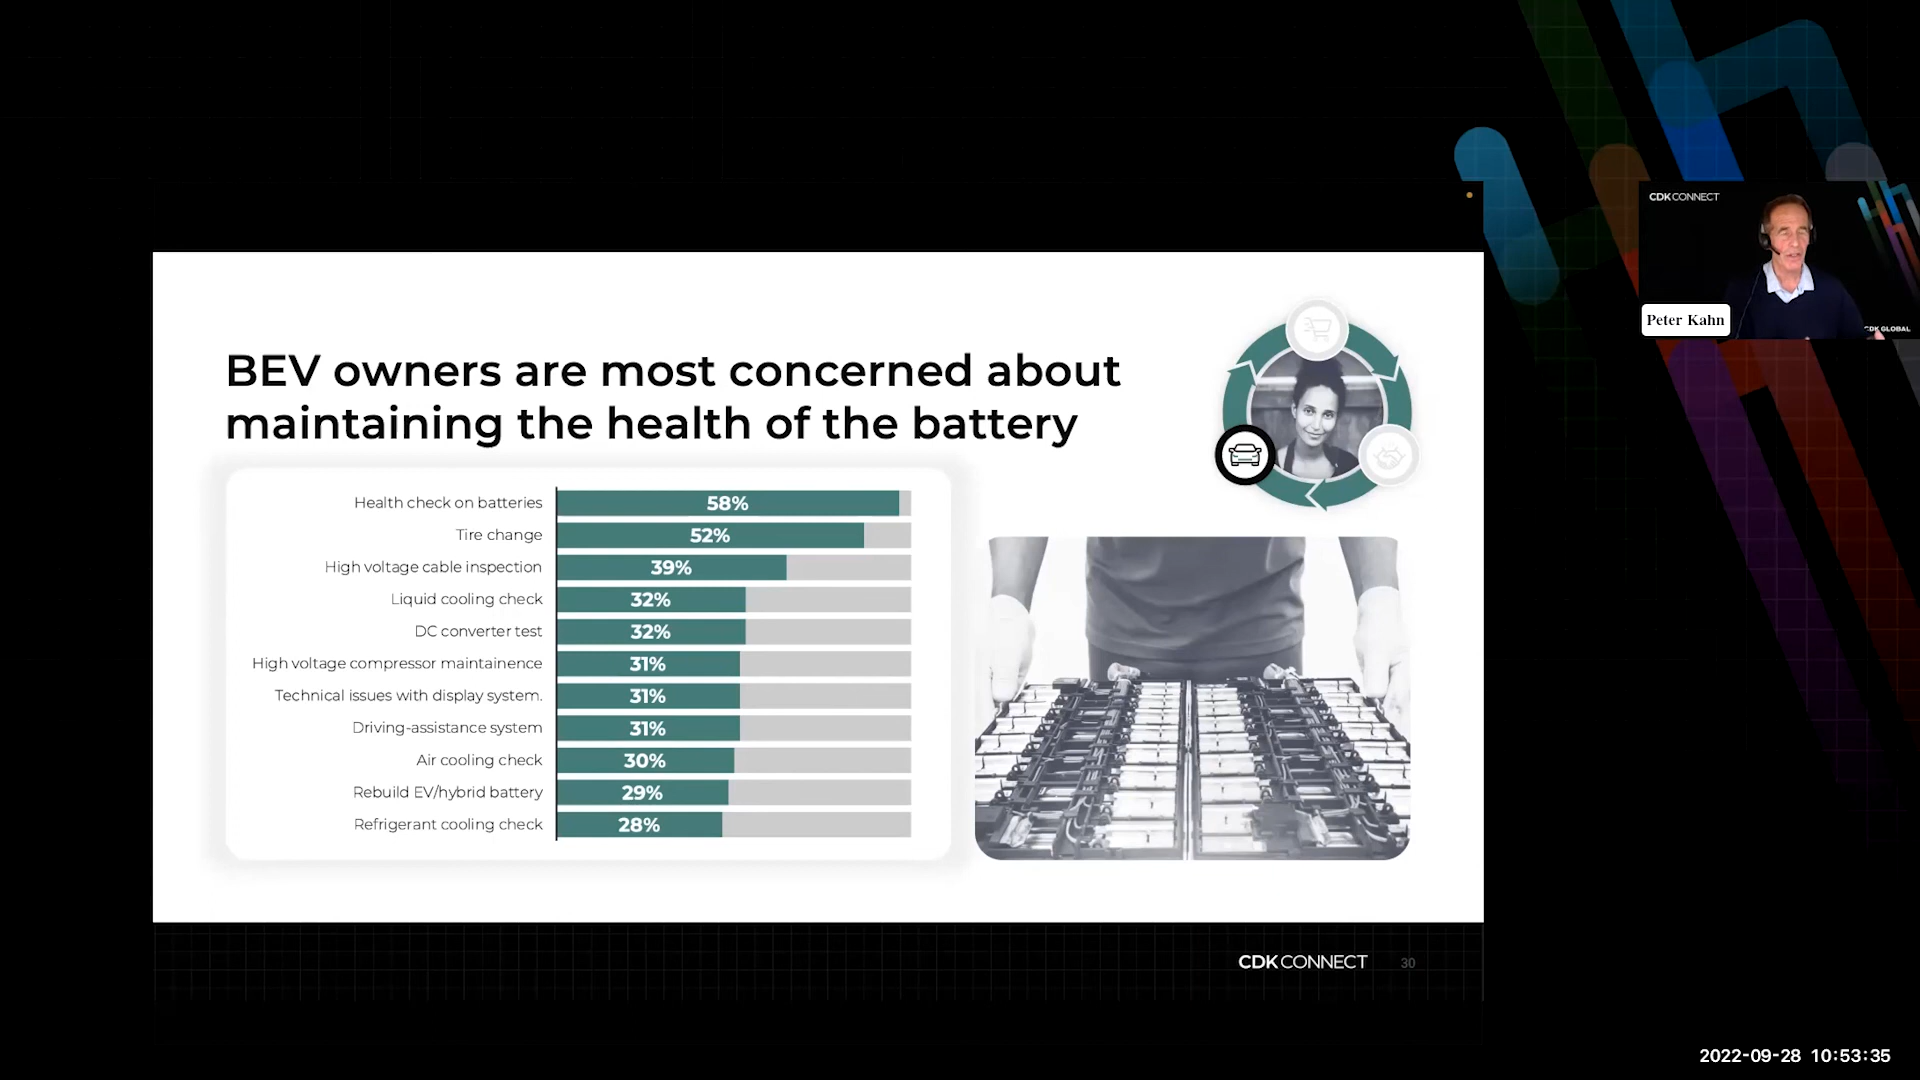 CDK CONNECT
Peter Kahn
CDK GLOBAL
BEV owners are most concerned about
maintaining the health of the battery
Health check on batteries 58%
Tire change 52%
High voltage cable inspection 39%
Liquid cooling check 32%
DC converter test 32%
High voltage compressor maintainence 31%
Technical issues with display system. 31%
Driving-assistance system 31%
Air cooling check 30%
Rebuild EV/hybrid battery 29%
Refrigerant cooling check 28%
CDK CONNECT 30
2022-09-28 10:53:35